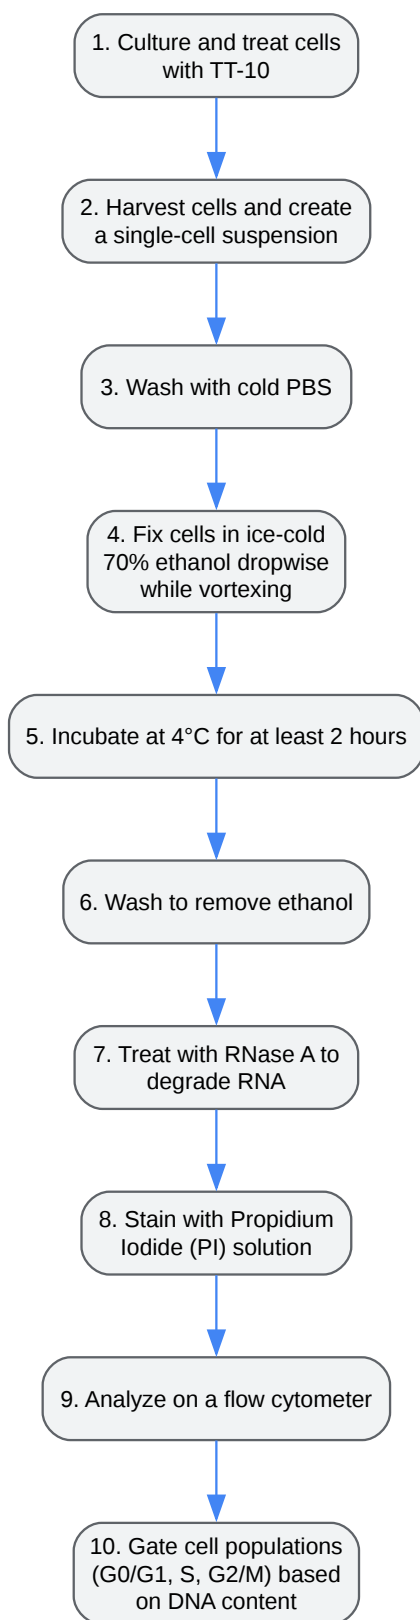 1. Culture and treat cells
with TT-10
2. Harvest cells and create
a single-cell suspension
3. Wash with cold PBS
4. Fix cells in ice-cold
70% ethanol dropwise
while vortexing
5. Incubate at 4°C for at least 2 hours
6. Wash to remove ethanol
7. Treat with RNase A to
degrade RNA
8. Stain with Propidium
Iodide (PI) solution
9. Analyze on a flow cytometer
10. Gate cell populations
(G0/G1, S, G2/M) based
on DNA content